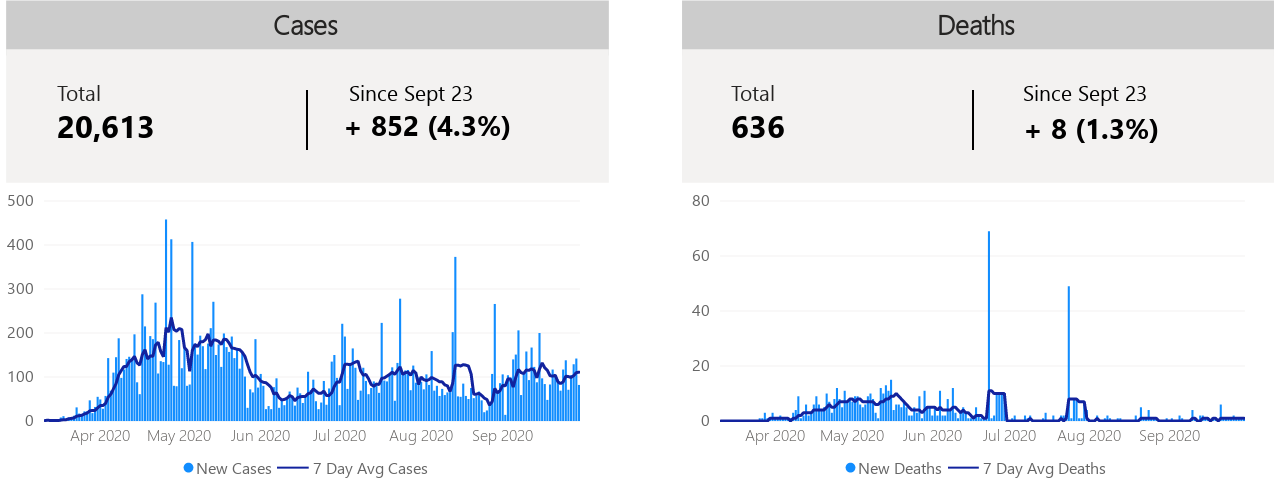 Cases
Total
20,613
Since Sept 23
+ 852 (4.3%)
500
400
300
200
100
0
Apr 2020 May 2020 Jun 2020 Jul 2020 Aug 2020 Sep 2020
New Cases 7 Day Avg Cases
Deaths
Total
636
Since Sept 23
+ 8 (1.3%)
80
60
40
20
0
Apr 2020 May 2020 Jun 2020 Jul 2020 Aug 2020 Sep 2020
New Deaths 7 Day Avg Deaths